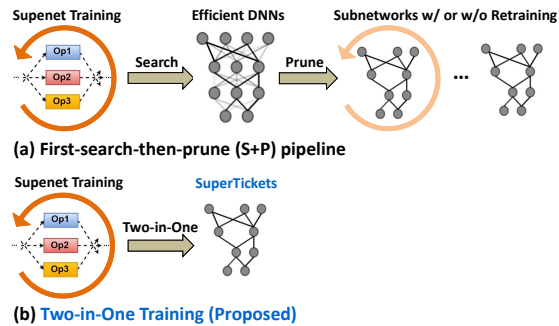 Supenet Training
Efficient DNNs
Subnetworks w/ or w/o Retraining
Op1
Op2
Op3
Search
Prune
...
(a) First-search-then-prune (S+P) pipeline
Supenet Training
SuperTickets
Op1
Op2
Op3
Two-in-One
(b) Two-in-One Training (Proposed)